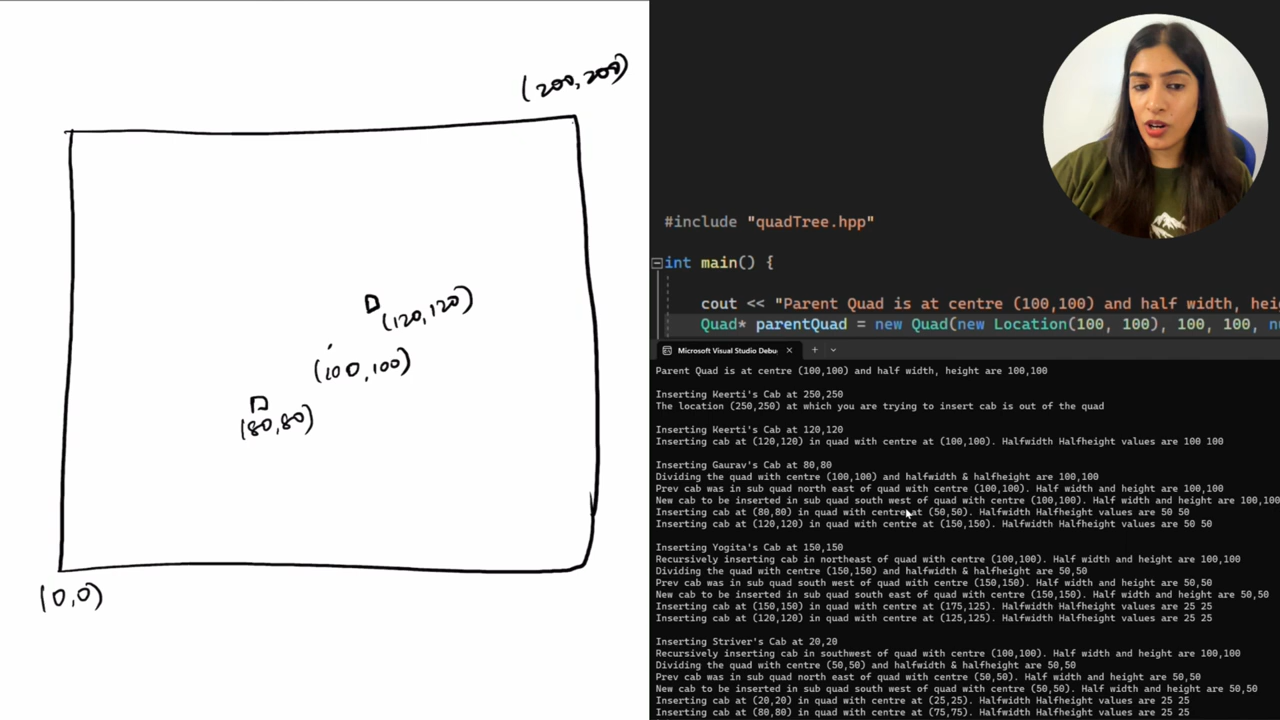 (200,200)
(120,120)
(100,100)
(80,80)
(0,0)
#include "quadTree.hpp"
int main() {
cout << "Parent Quad is at centre (100,100) and half width, hei
Quad* parentQuad = new Quad(new Location(100, 100), 100, 100, n
Microsoft Visual Studio Debu
Parent Quad is at centre (100,100) and half width, height are 100,100
Inserting Keerti's Cab at 250,250
The location (250,250) at which you are trying to insert cab is out of the quad
Inserting Keerti's Cab at 120,120
Inserting cab at (120,120) in quad with centre at (100,100). Halfwidth Halfheight values are 100 100
Inserting Gaurav's Cab at 80,80
Dividing the quad with centre (100,100) and halfwidth & halfheight are 100,100
Prev cab was in sub quad north east of quad with centre (100,100). Half width and height are 100,100
New cab to be inserted in sub quad south west of quad with centre (100,100). Half width and height are 100,100
Inserting cab at (80,80) in quad with centre at (50,50). Halfwidth Halfheight values are 50 50
Inserting cab at (120,120) in quad with centre at (150,150). Halfwidth Halfheight values are 50 50
Inserting Yogita's Cab at 150,150
Recursively inserting cab in northeast of quad with centre (100,100). Half width and height are 100,100
Dividing the quad with centre (150,150) and halfwidth & halfheight are 50,50
Prev cab was in sub quad south west of quad with centre (150,150). Half width and height are 50,50
New cab to be inserted in sub quad south east of quad with centre (150,150). Half width and height are 50,50
Inserting cab at (150,150) in quad with centre at (175,125). Halfwidth Halfheight values are 25 25
Inserting cab at (120,120) in quad with centre at (125,125). Halfwidth Halfheight values are 25 25
Inserting Striver's Cab at 20,20
Recursively inserting cab in southwest of quad with centre (100,100). Half width and height are 100,100
Dividing the quad with centre (50,50) and halfwidth & halfheight are 50,50
Prev cab was in sub quad north east of quad with centre (50,50). Half width and height are 50,50
New cab to be inserted in sub quad south west of quad with centre (50,50). Half width and height are 50,50
Inserting cab at (20,20) in quad with centre at (25,25). Halfwidth Halfheight values are 25 25
Inserting cab at (80,80) in quad with centre at (75,75). Halfwidth Halfheight values are 25 25